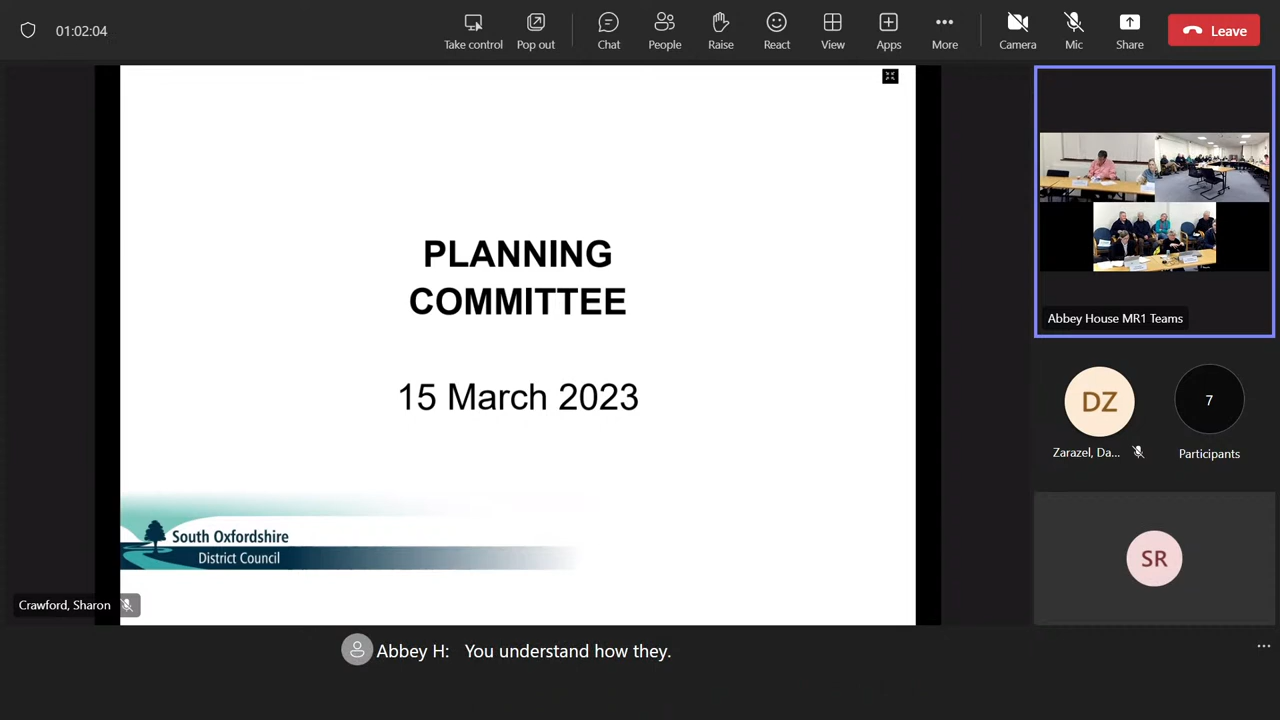 01:02:04
Take control
Pop out
Chat
People
Raise
React
View
Apps
More
Camera
Mic
Share
Leave
PLANNING
COMMITTEE
15 March 2023
South Oxfordshire
District Council
Crawford, Sharon
Abbey House MR1 Teams
DZ
Zarazel, Da...
7
Participants
SR
Abbey H: You understand how they.